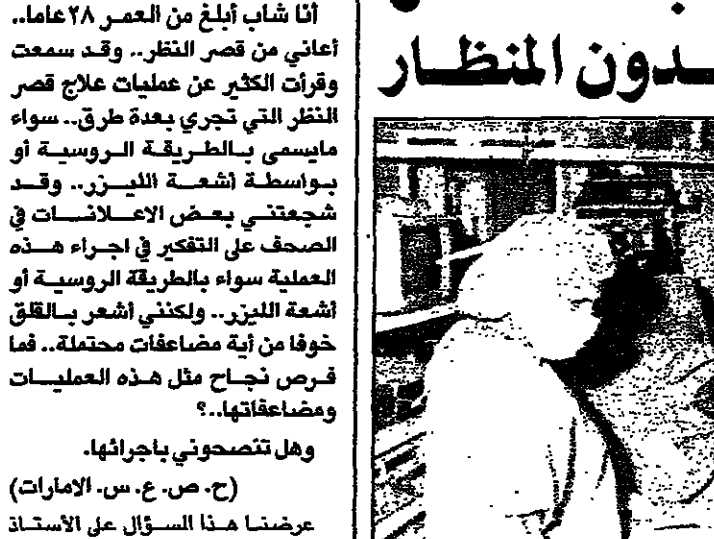 أنا شاب أبلغ من العمر ٢٨ عاما..
أعاني من قصر النظر.. وقد سمعت
وقرأت الكثير عن عمليات علاج قصر
النظر التي تجري بعدة طرق.. سواء
مايسمى بالطريقة الروسية أو
بواسطة أشعة الليزر.. وقد
شجعتني بعض الاعلانات في
الصحف على التفكير في اجراء هذه
العملية سواء بالطريقة الروسية أو
أشعة الليزر.. ولكنني أشعر بالقلق
خوفا من أية مضاعفات محتملة.. فما
فرص نجاح مثل هذه العمليات
ومضاعفاتها..؟
وهل تنصحوني باجرائها.
(ح. ص. ع. س. الامارات)
عرضنا هذا السؤال على الأستاذ
ـدون المنظار